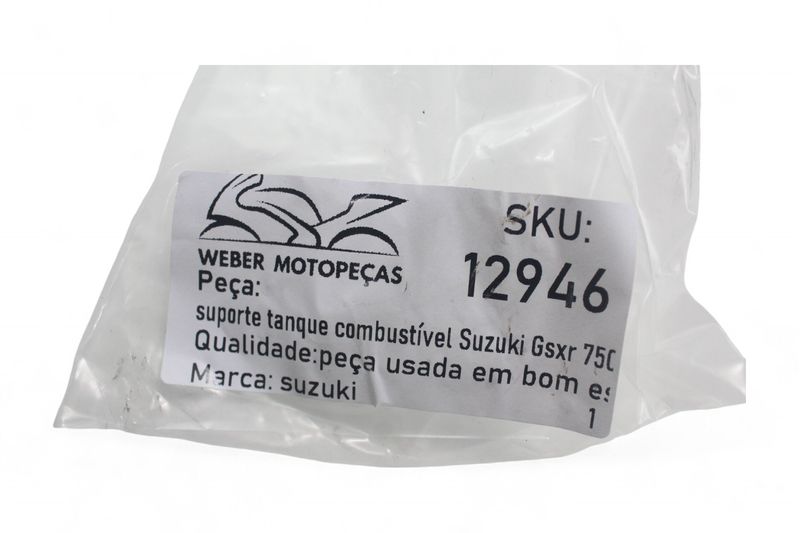 WEBER MOTOPEÇAS
SKU:
12946
Peça:
suporte tanque combustível Suzuki Gsxr 750
Qualidade:peça usada em bom es
Marca: suzuki
1